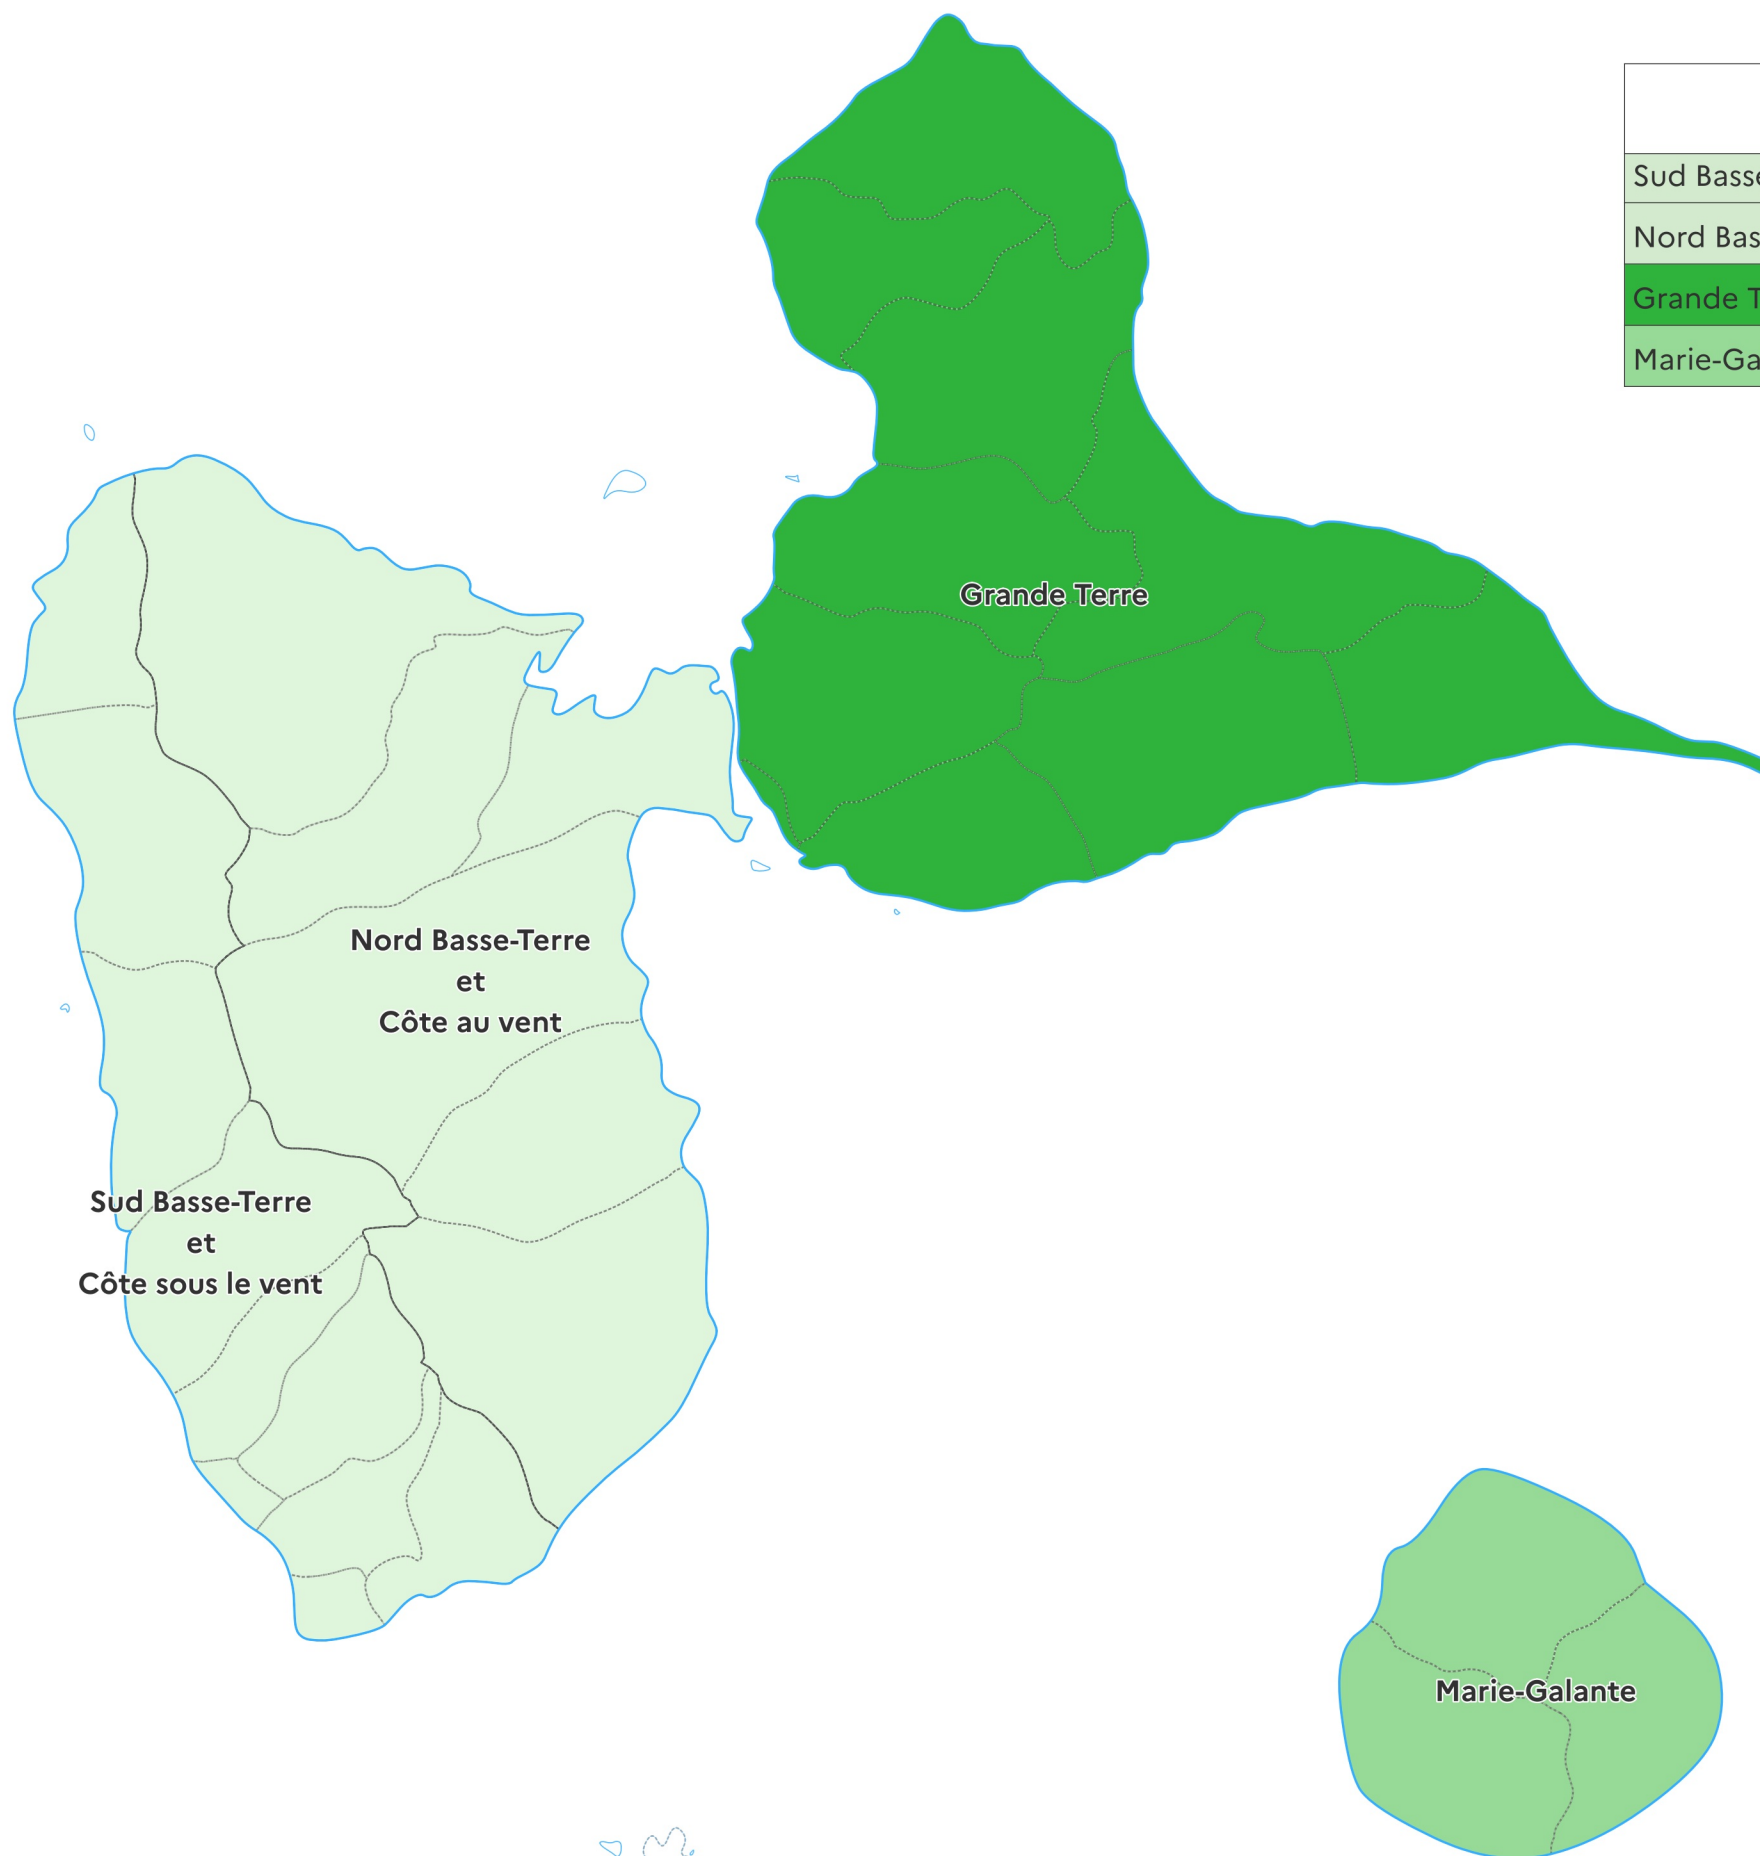 Sud Basse
Nord Bas
Grande T
Marie-Ga
Grande Terre
Nord Basse-Terre
et
Côte au vent
Sud Basse-Terre
et
Côte sous le vent
Marie-Galante